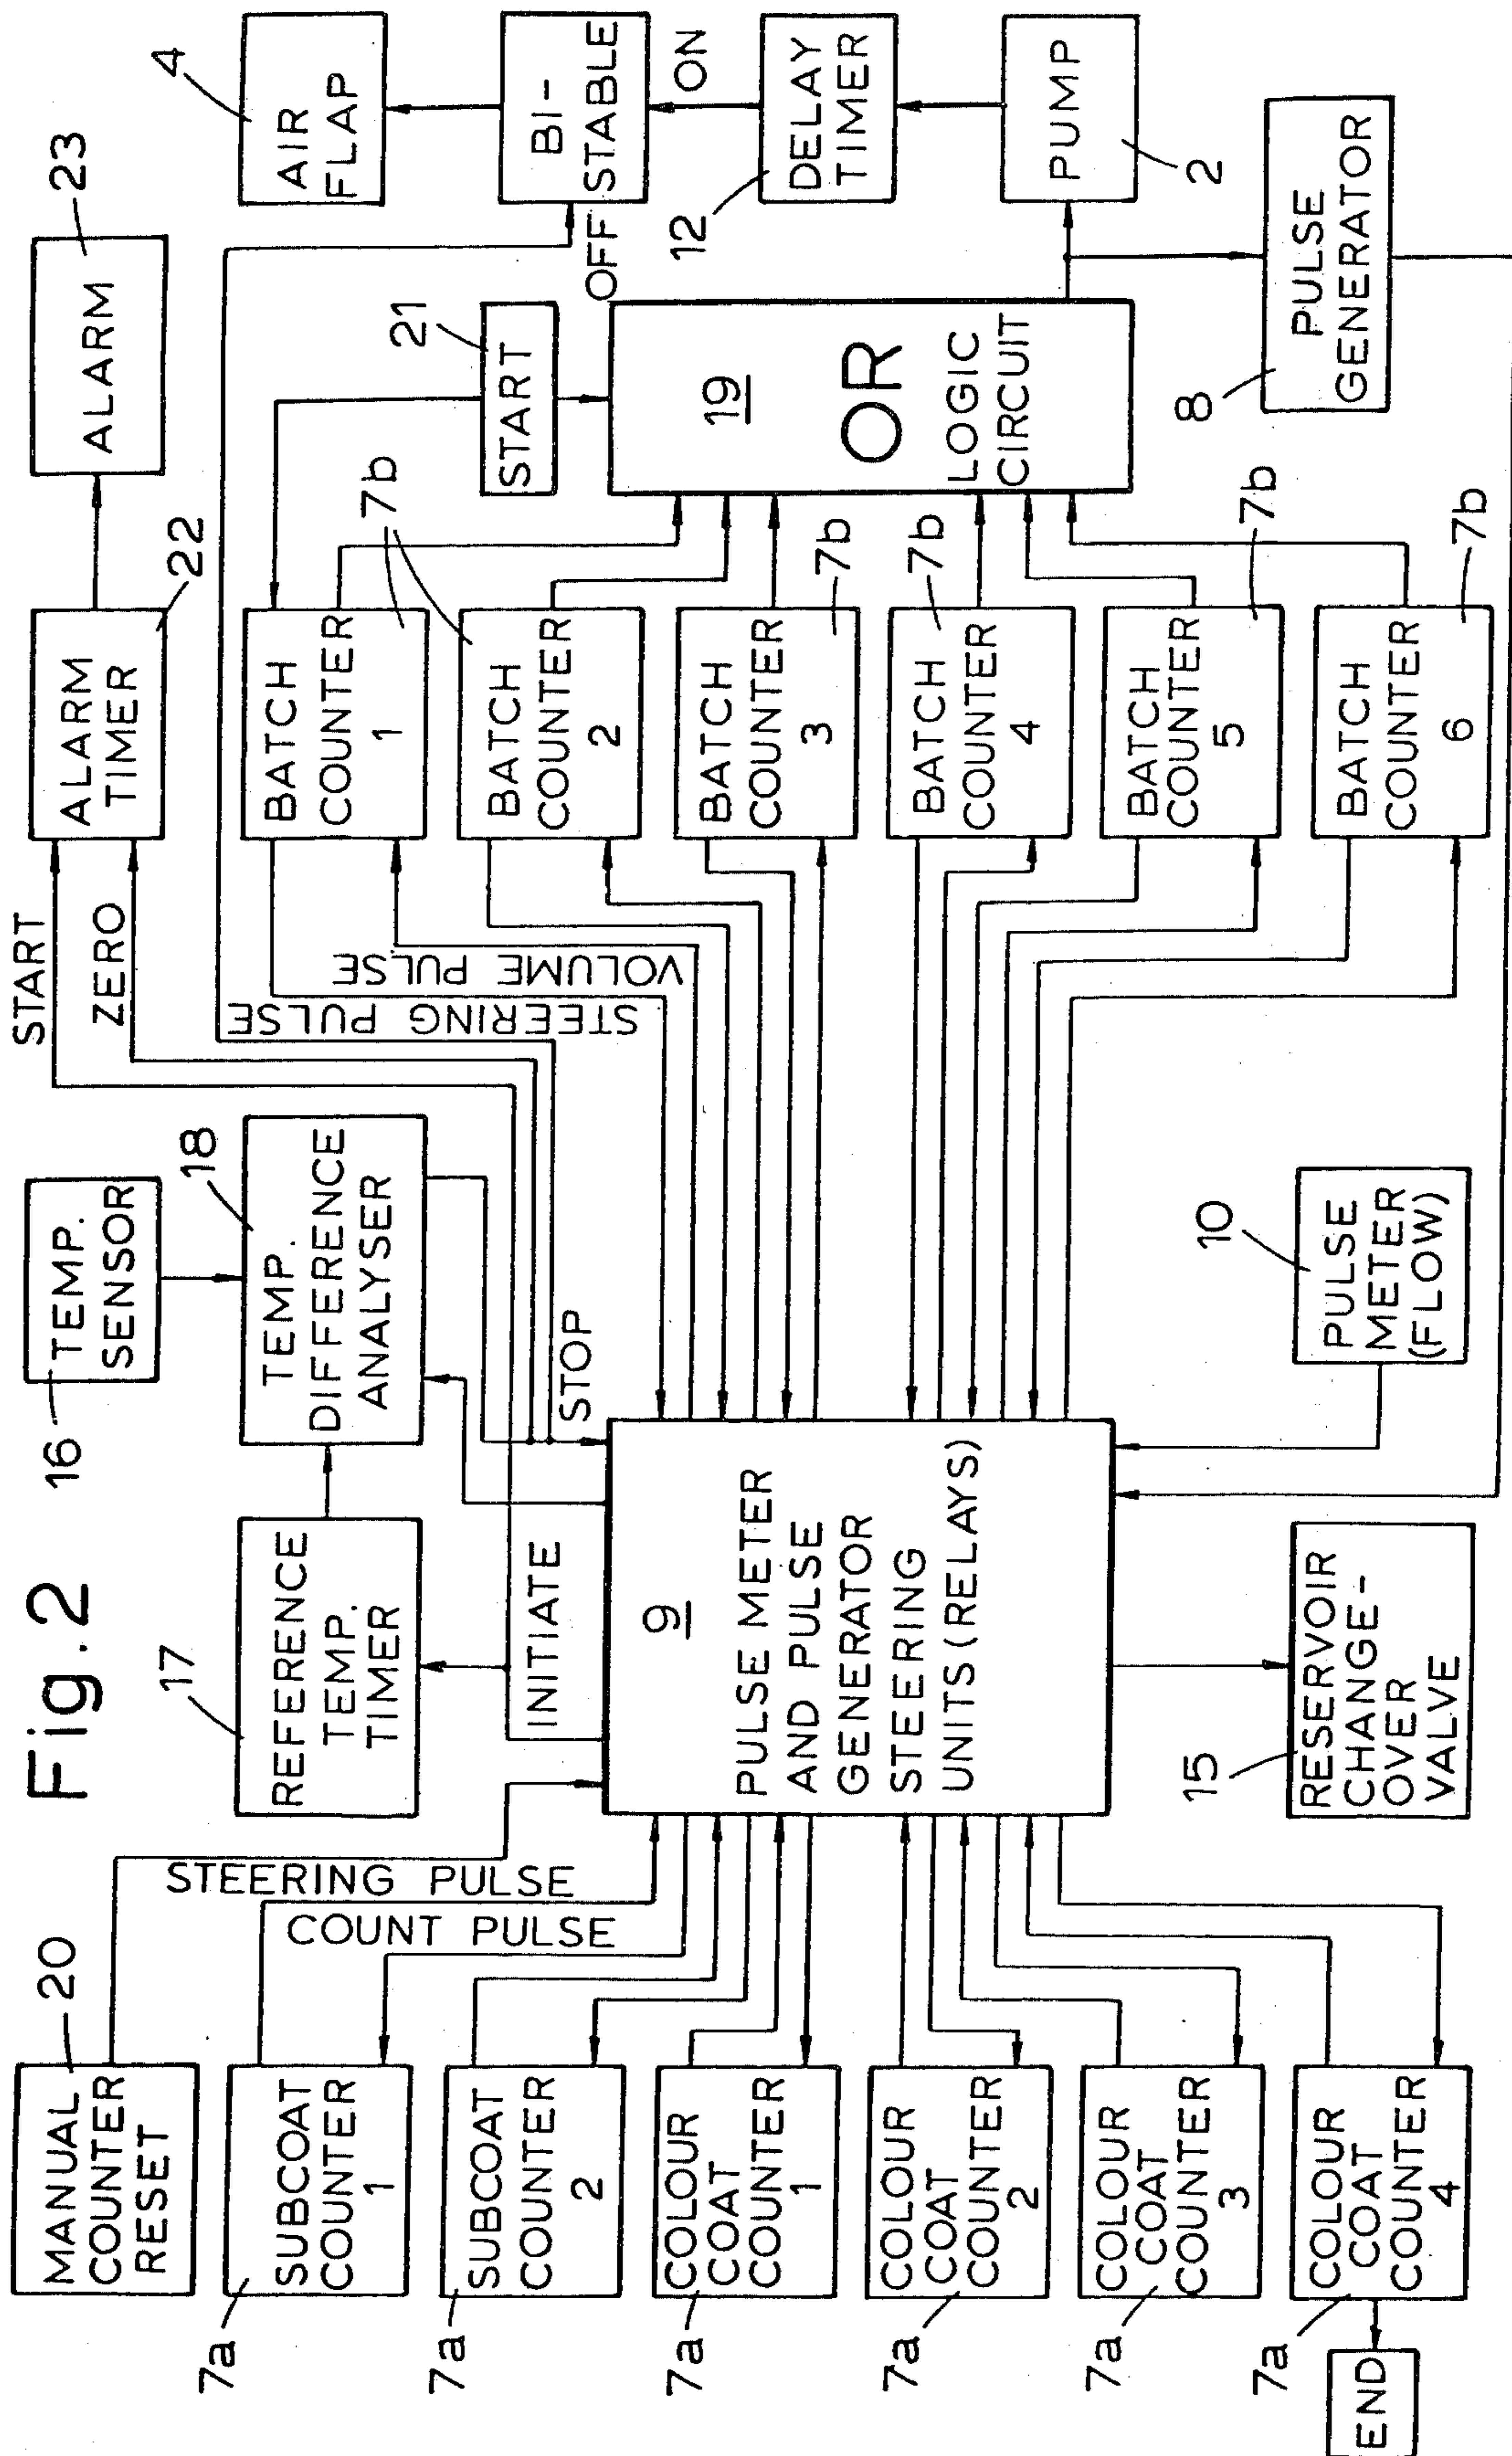 Fig.2
16
TEMP.
SENSOR
17
REFERENCE
TEMP.
TIMER
18
TEMP.
DIFFERENCE
ANALYSER
START
ZERO
ALARM
TIMER
22
ALARM
23
AIR
FLAP
4
BI-
STABLE
OFF
ON
DELAY
TIMER
12
PUMP
2
PULSE
GENERATOR
8
START
21
19
OR
LOGIC
CIRCUIT
MANUAL
COUNTER
RESET
20
STEERING PULSE
COUNT PULSE
INITIATE
STOP
STEERING PULSE
VOLUME PULSE
SUBCOAT
COUNTER
1
7a
SUBCOAT
COUNTER
2
7a
COLOUR
COAT
COUNTER
1
7a
COLOUR
COAT
COUNTER
2
7a
COLOUR
COAT
COUNTER
3
7a
COLOUR
COAT
COUNTER
4
7a
END
9
PULSE METER
AND PULSE
GENERATOR
STEERING
UNITS (RELAYS)
BATCH
COUNTER
1
7b
BATCH
COUNTER
2
BATCH
COUNTER
3
7b
BATCH
COUNTER
4
7b
BATCH
COUNTER
5
7b
BATCH
COUNTER
6
7b
15
RESERVOIR
CHANGE-
OVER
VALVE
10
PULSE
METER
(FLOW)